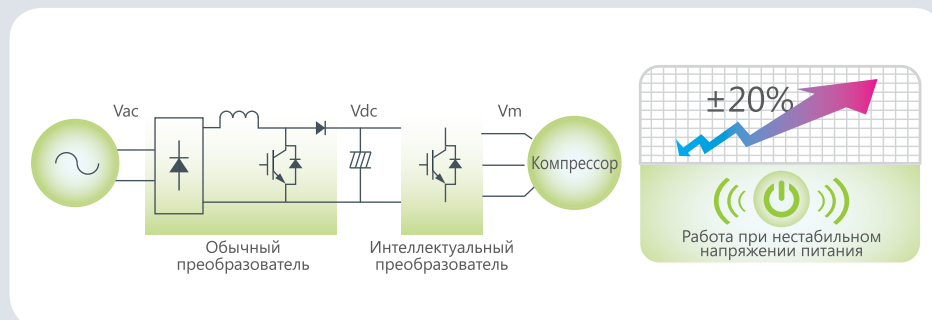 Vac
Vdc
Vm
Компрессор
Обычный
преобразователь
Интеллектуальный
преобразователь
±20%
Работа при нестабильном
напряжении питания